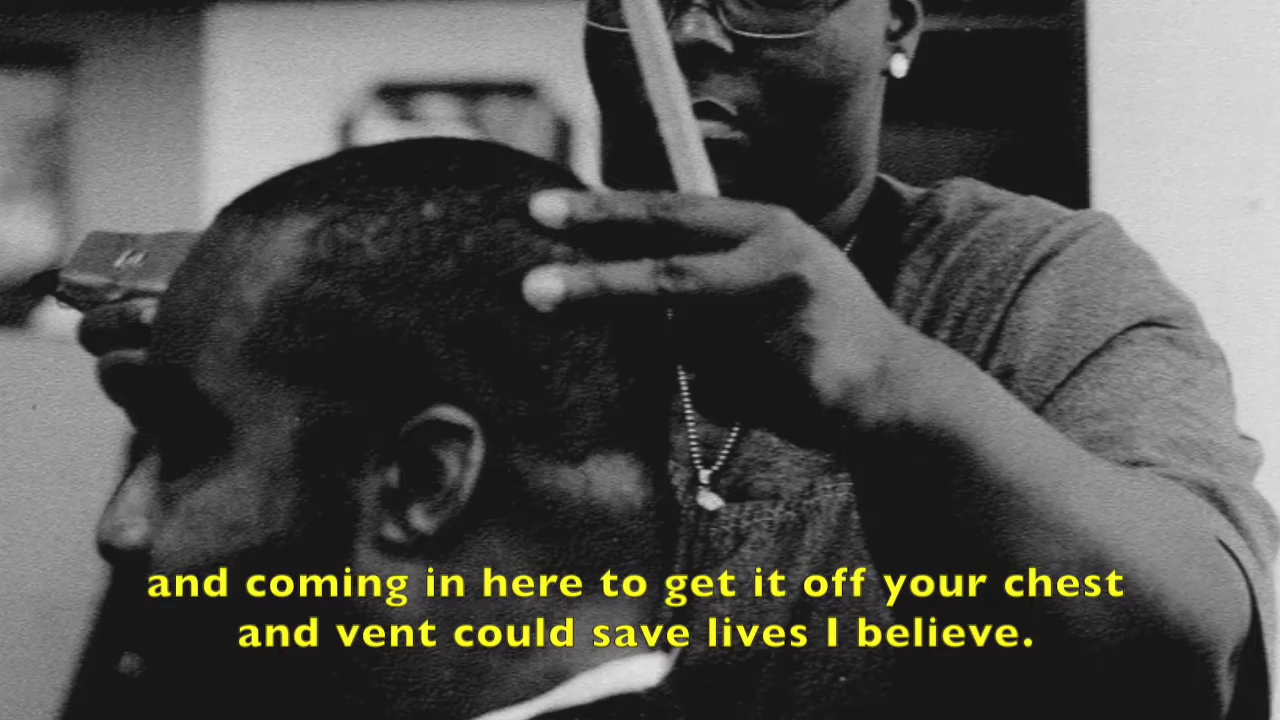 and coming in here to get it off your chest
and vent could save lives I believe.